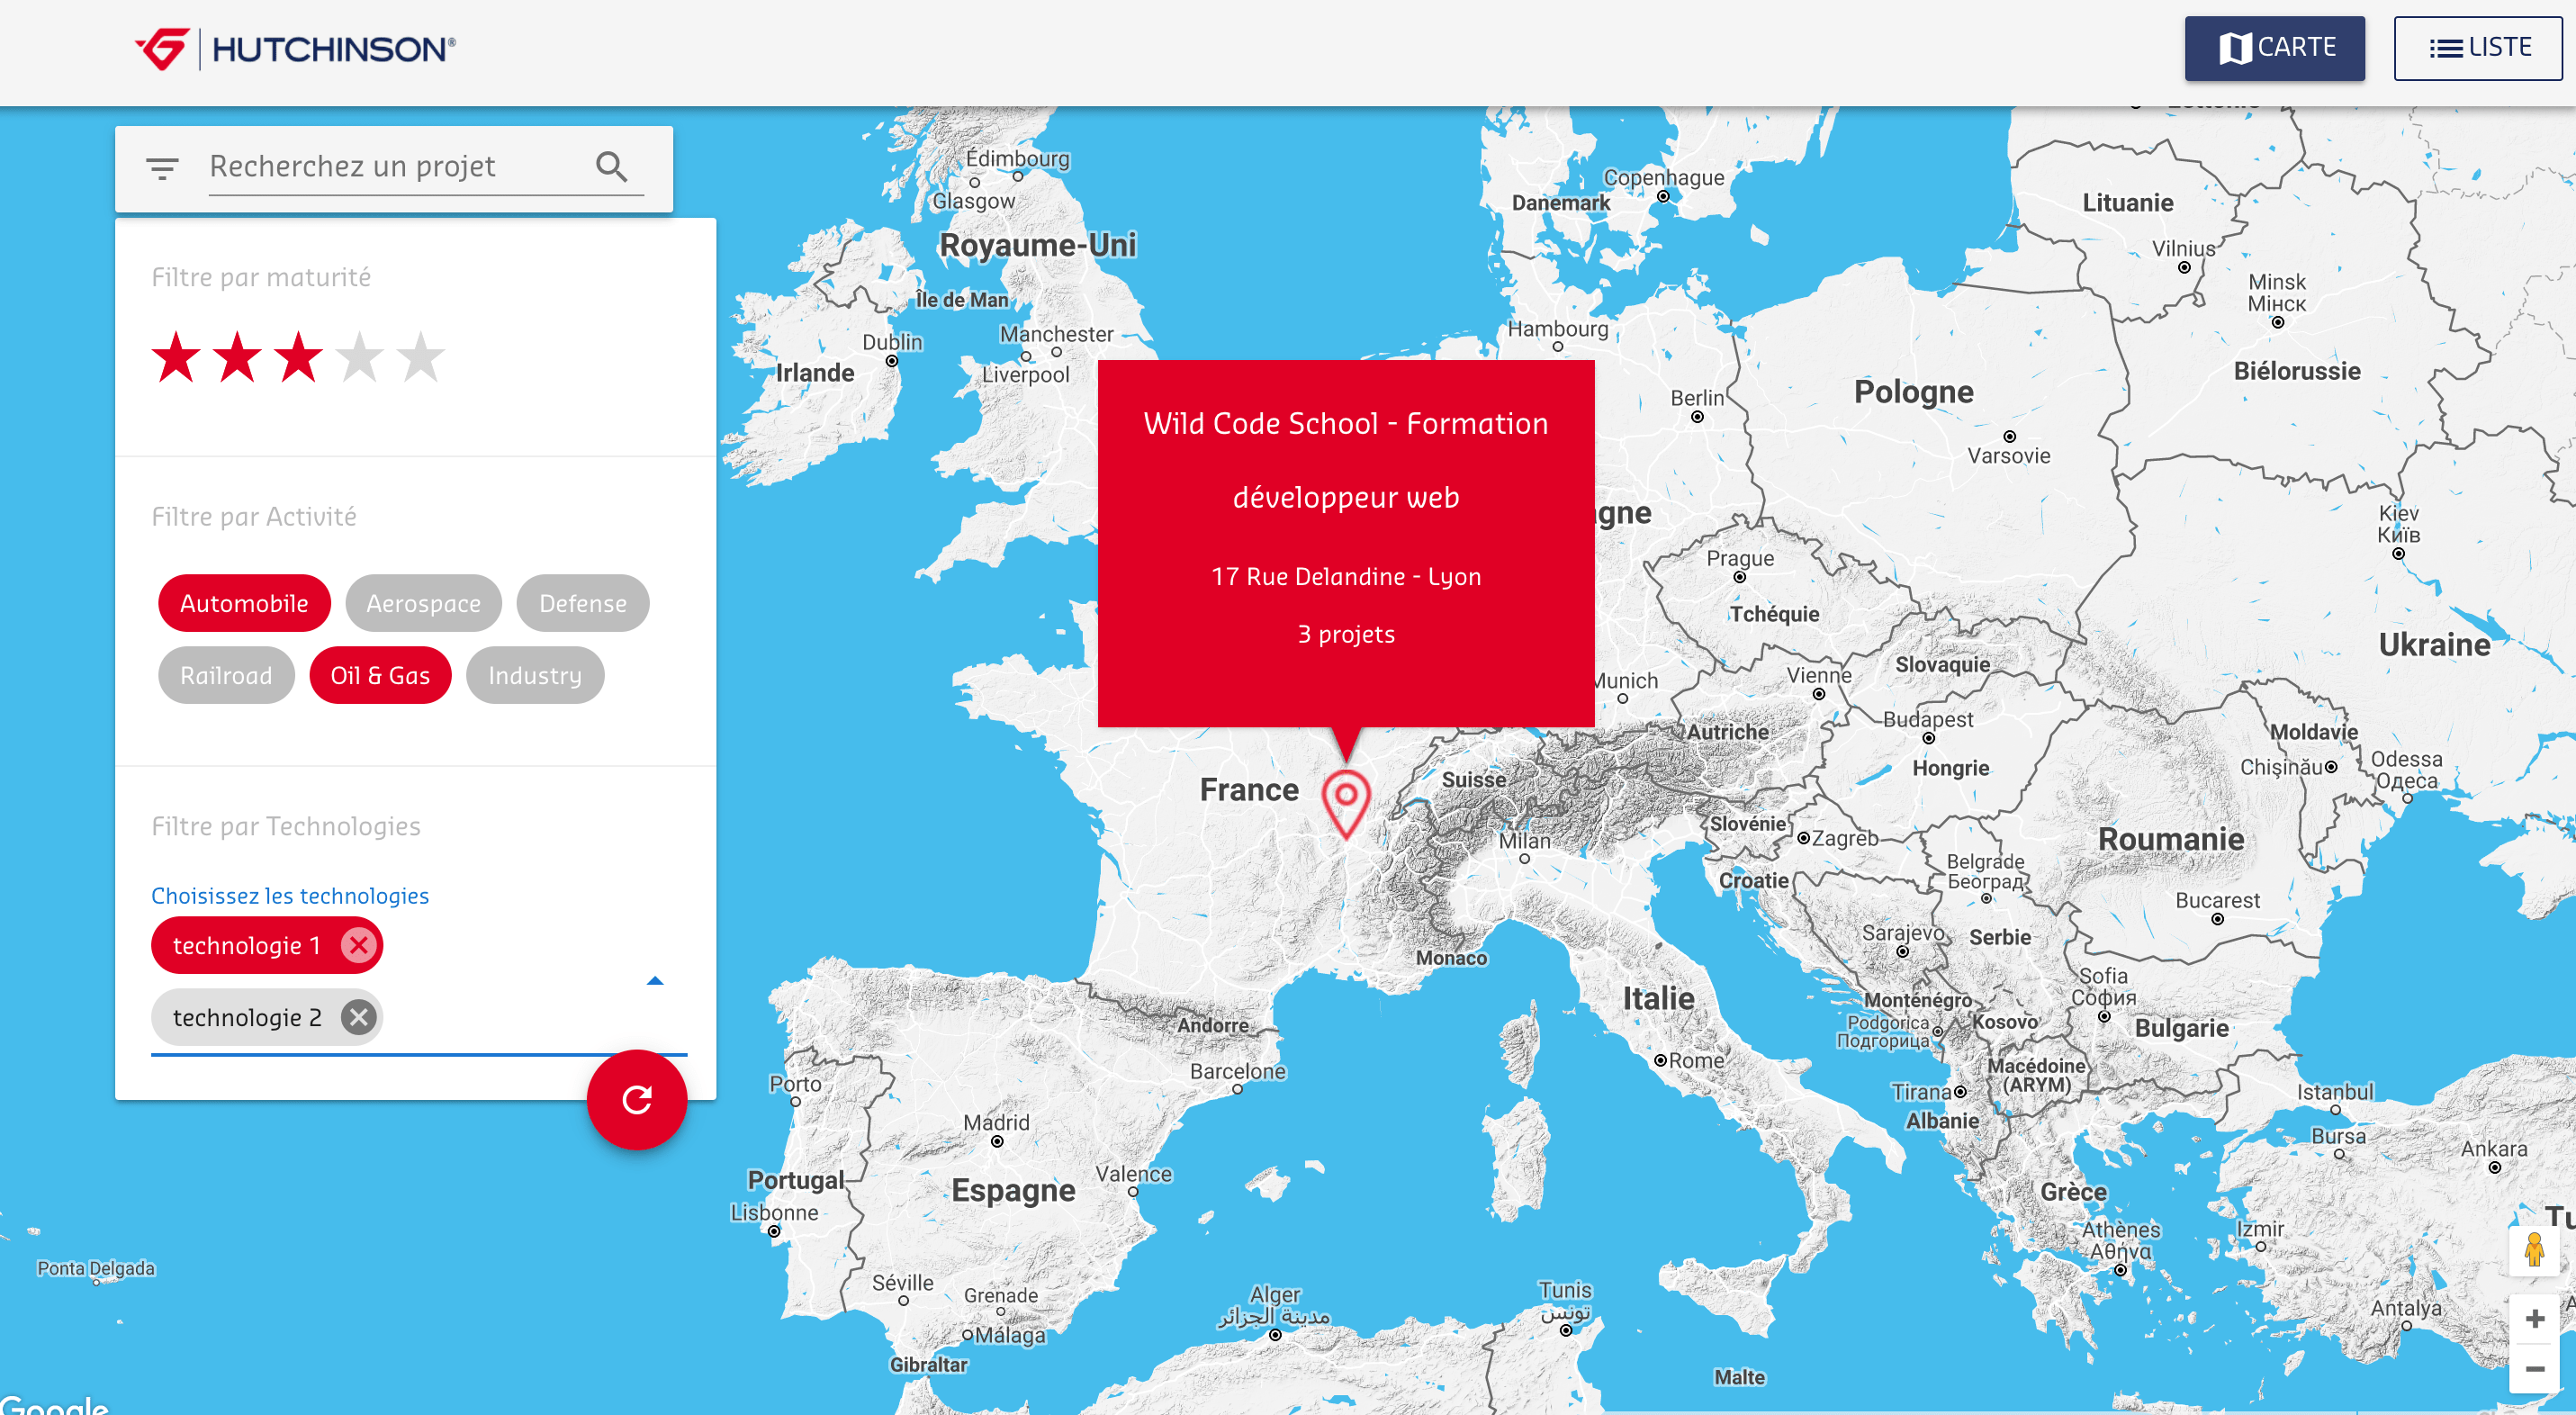 HUTCHINSON®
CARTE
LISTE
Recherchez un projet
Filtre par maturité
Filtre par Activité
Automobile
Aerospace
Defense
Railroad
Oil & Gas
Industry
Filtre par Technologies
Choisissez les technologies
technologie 1
technologie 2
Wild Code School - Formation
développeur web
17 Rue Delandine - Lyon
3 projets
Édimbourg
Glasgow
Royaume-Uni
Île de Man
Dublin
Manchester
Irlande
Liverpool
Danemark
Copenhague
Hambourg
Berlin
Lituanie
Vilnius
Minsk
Мінск
Biélorussie
Pologne
Varsovie
Kiev
Київ
Ukraine
Prague
Tchéquie
Munich
Vienne
Slovaquie
Autriche
Budapest
Hongrie
Moldavie
Chișinău
Odessa
Одеса
France
Suisse
Slovénie
Zagreb
Milan
Croatie
Belgrade
Београд
Roumanie
Bucarest
Sarajevo
Serbie
Monaco
Italie
Monténégro
Podgorica
Подгорица
Kosovo
Sofia
София
Bulgarie
Andorre
Barcelone
Rome
Macédoine
(ARYM)
Tirana
Albanie
Istanbul
Bursa
Ankara
Porto
Madrid
Portugal
Espagne
Valence
Lisbonne
Grèce
Athènes
Αθήνα
Izmir
Antalya
Ponta Delgada
Séville
Grenade
Málaga
Gibraltar
Alger
مدينة الجزائر
Tunis
تونس
Malte
Google